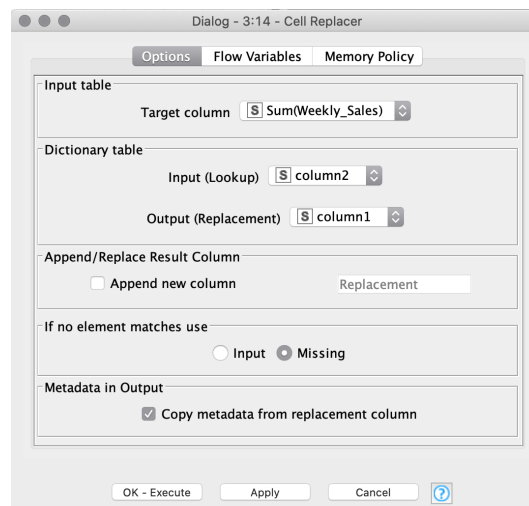 Dialog - 3:14 - Cell Replacer
Options Flow Variables Memory Policy
Input table
Target column S Sum(Weekly_Sales)
Dictionary table
Input (Lookup) S column2
Output (Replacement) S column1
Append/Replace Result Column
Append new column Replacement
If no element matches use
Input Missing
Metadata in Output
Copy metadata from replacement column
OK - Execute Apply Cancel ?